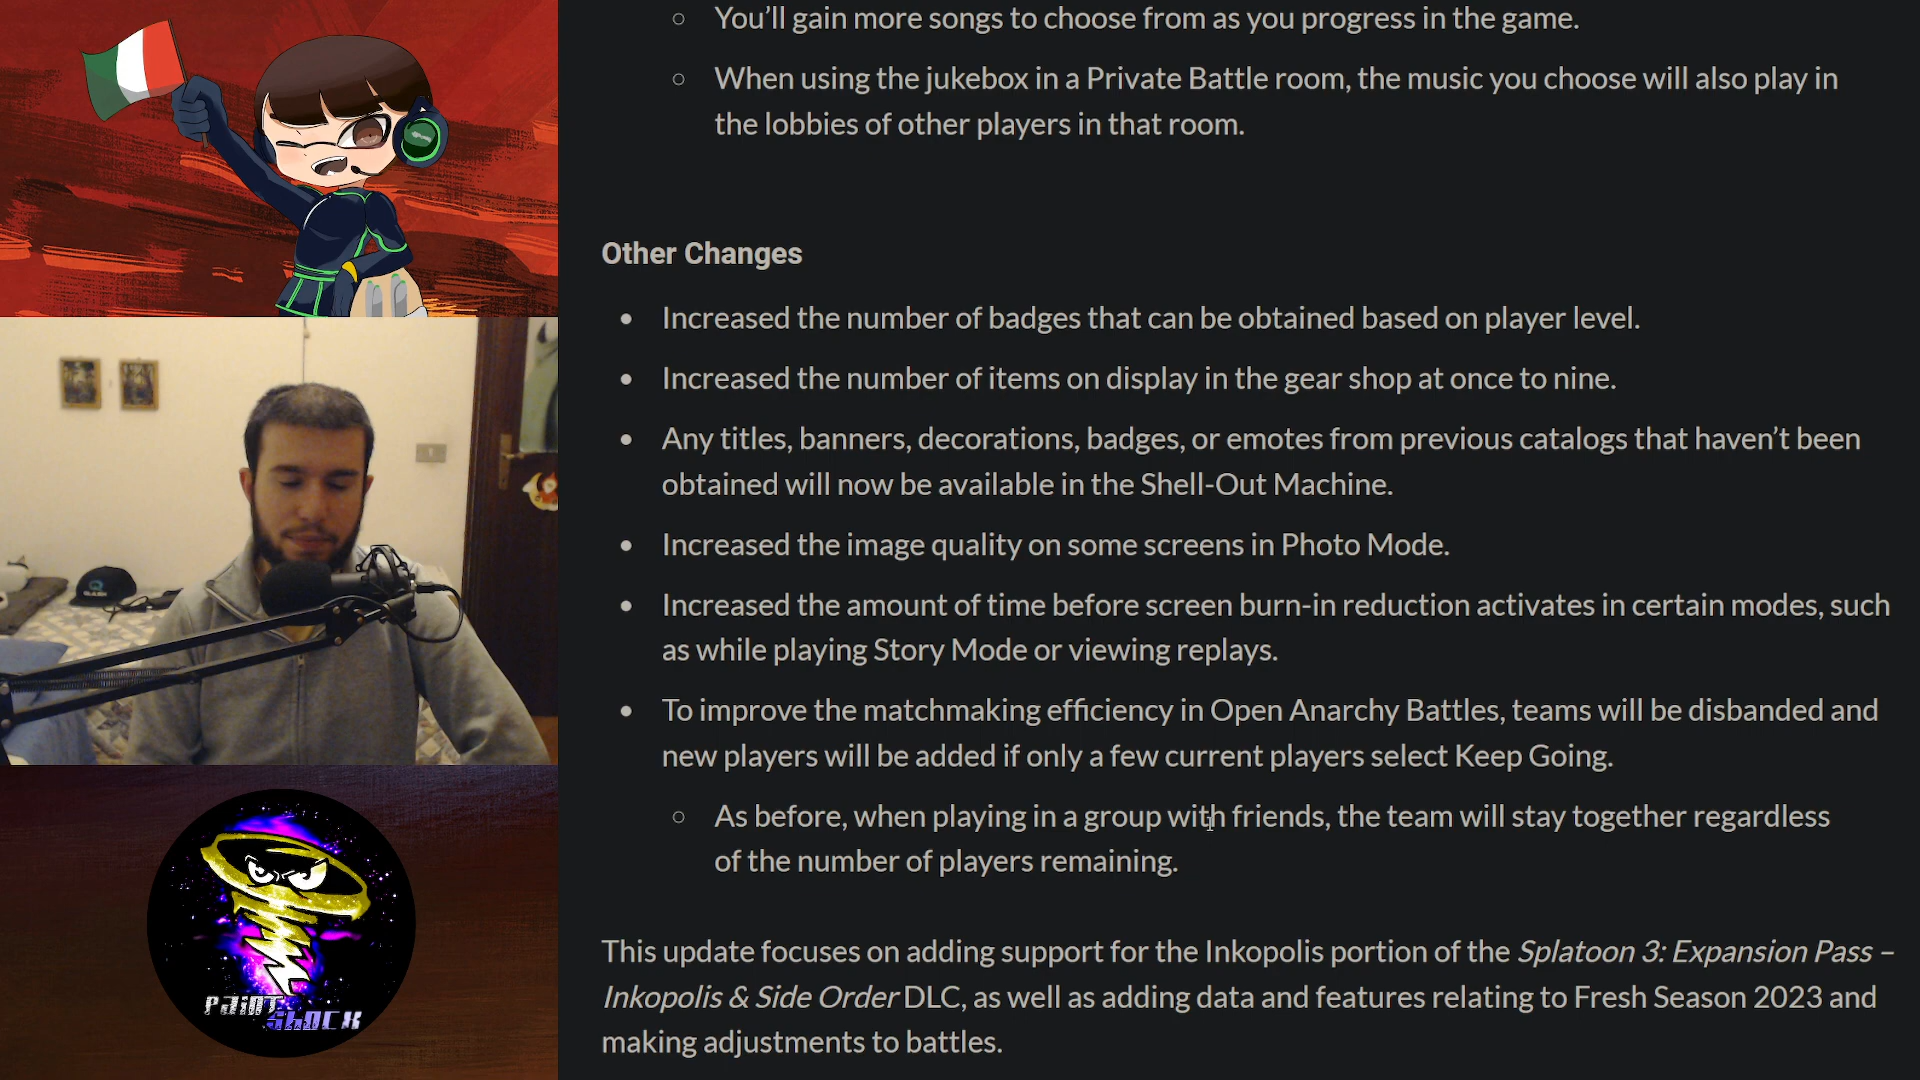 You’ll gain more songs to choose from as you progress in the game.
When using the jukebox in a Private Battle room, the music you choose will also play in
the lobbies of other players in that room.
Other Changes
Increased the number of badges that can be obtained based on player level.
Increased the number of items on display in the gear shop at once to nine.
Any titles, banners, decorations, badges, or emotes from previous catalogs that haven’t been
obtained will now be available in the Shell-Out Machine.
Increased the image quality on some screens in Photo Mode.
Increased the amount of time before screen burn-in reduction activates in certain modes, such
as while playing Story Mode or viewing replays.
To improve the matchmaking efficiency in Open Anarchy Battles, teams will be disbanded and
new players will be added if only a few current players select Keep Going.
As before, when playing in a group with friends, the team will stay together regardless
of the number of players remaining.
This update focuses on adding support for the Inkopolis portion of the Splatoon 3: Expansion Pass –
Inkopolis & Side Order DLC, as well as adding data and features relating to Fresh Season 2023 and
making adjustments to battles.
PAINT
SHOCK